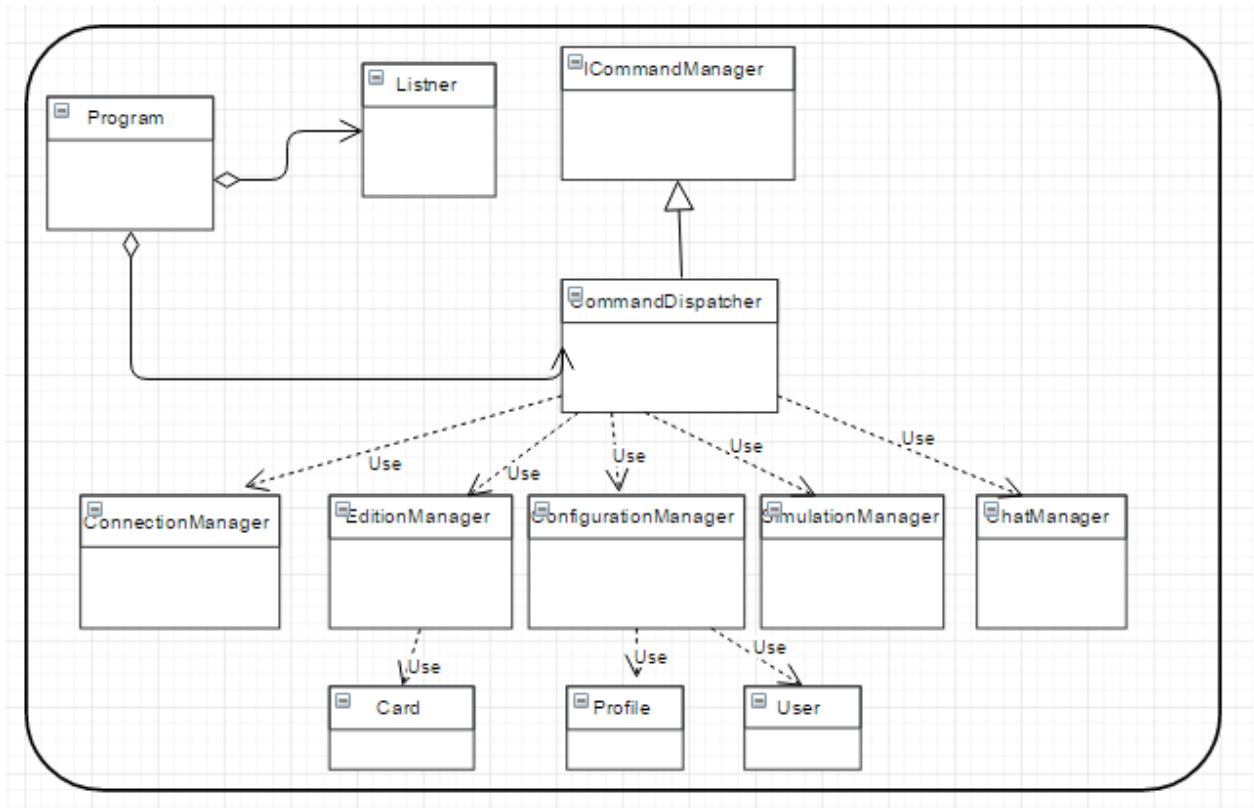 Program
Listner
ICommandManager
CommandDispatcher
Use
Use
Use
Use
Use
ConnectionManager
EditionManager
ConfigurationManager
SimulationManager
ChatManager
Use
Use
Use
Card
Profile
User